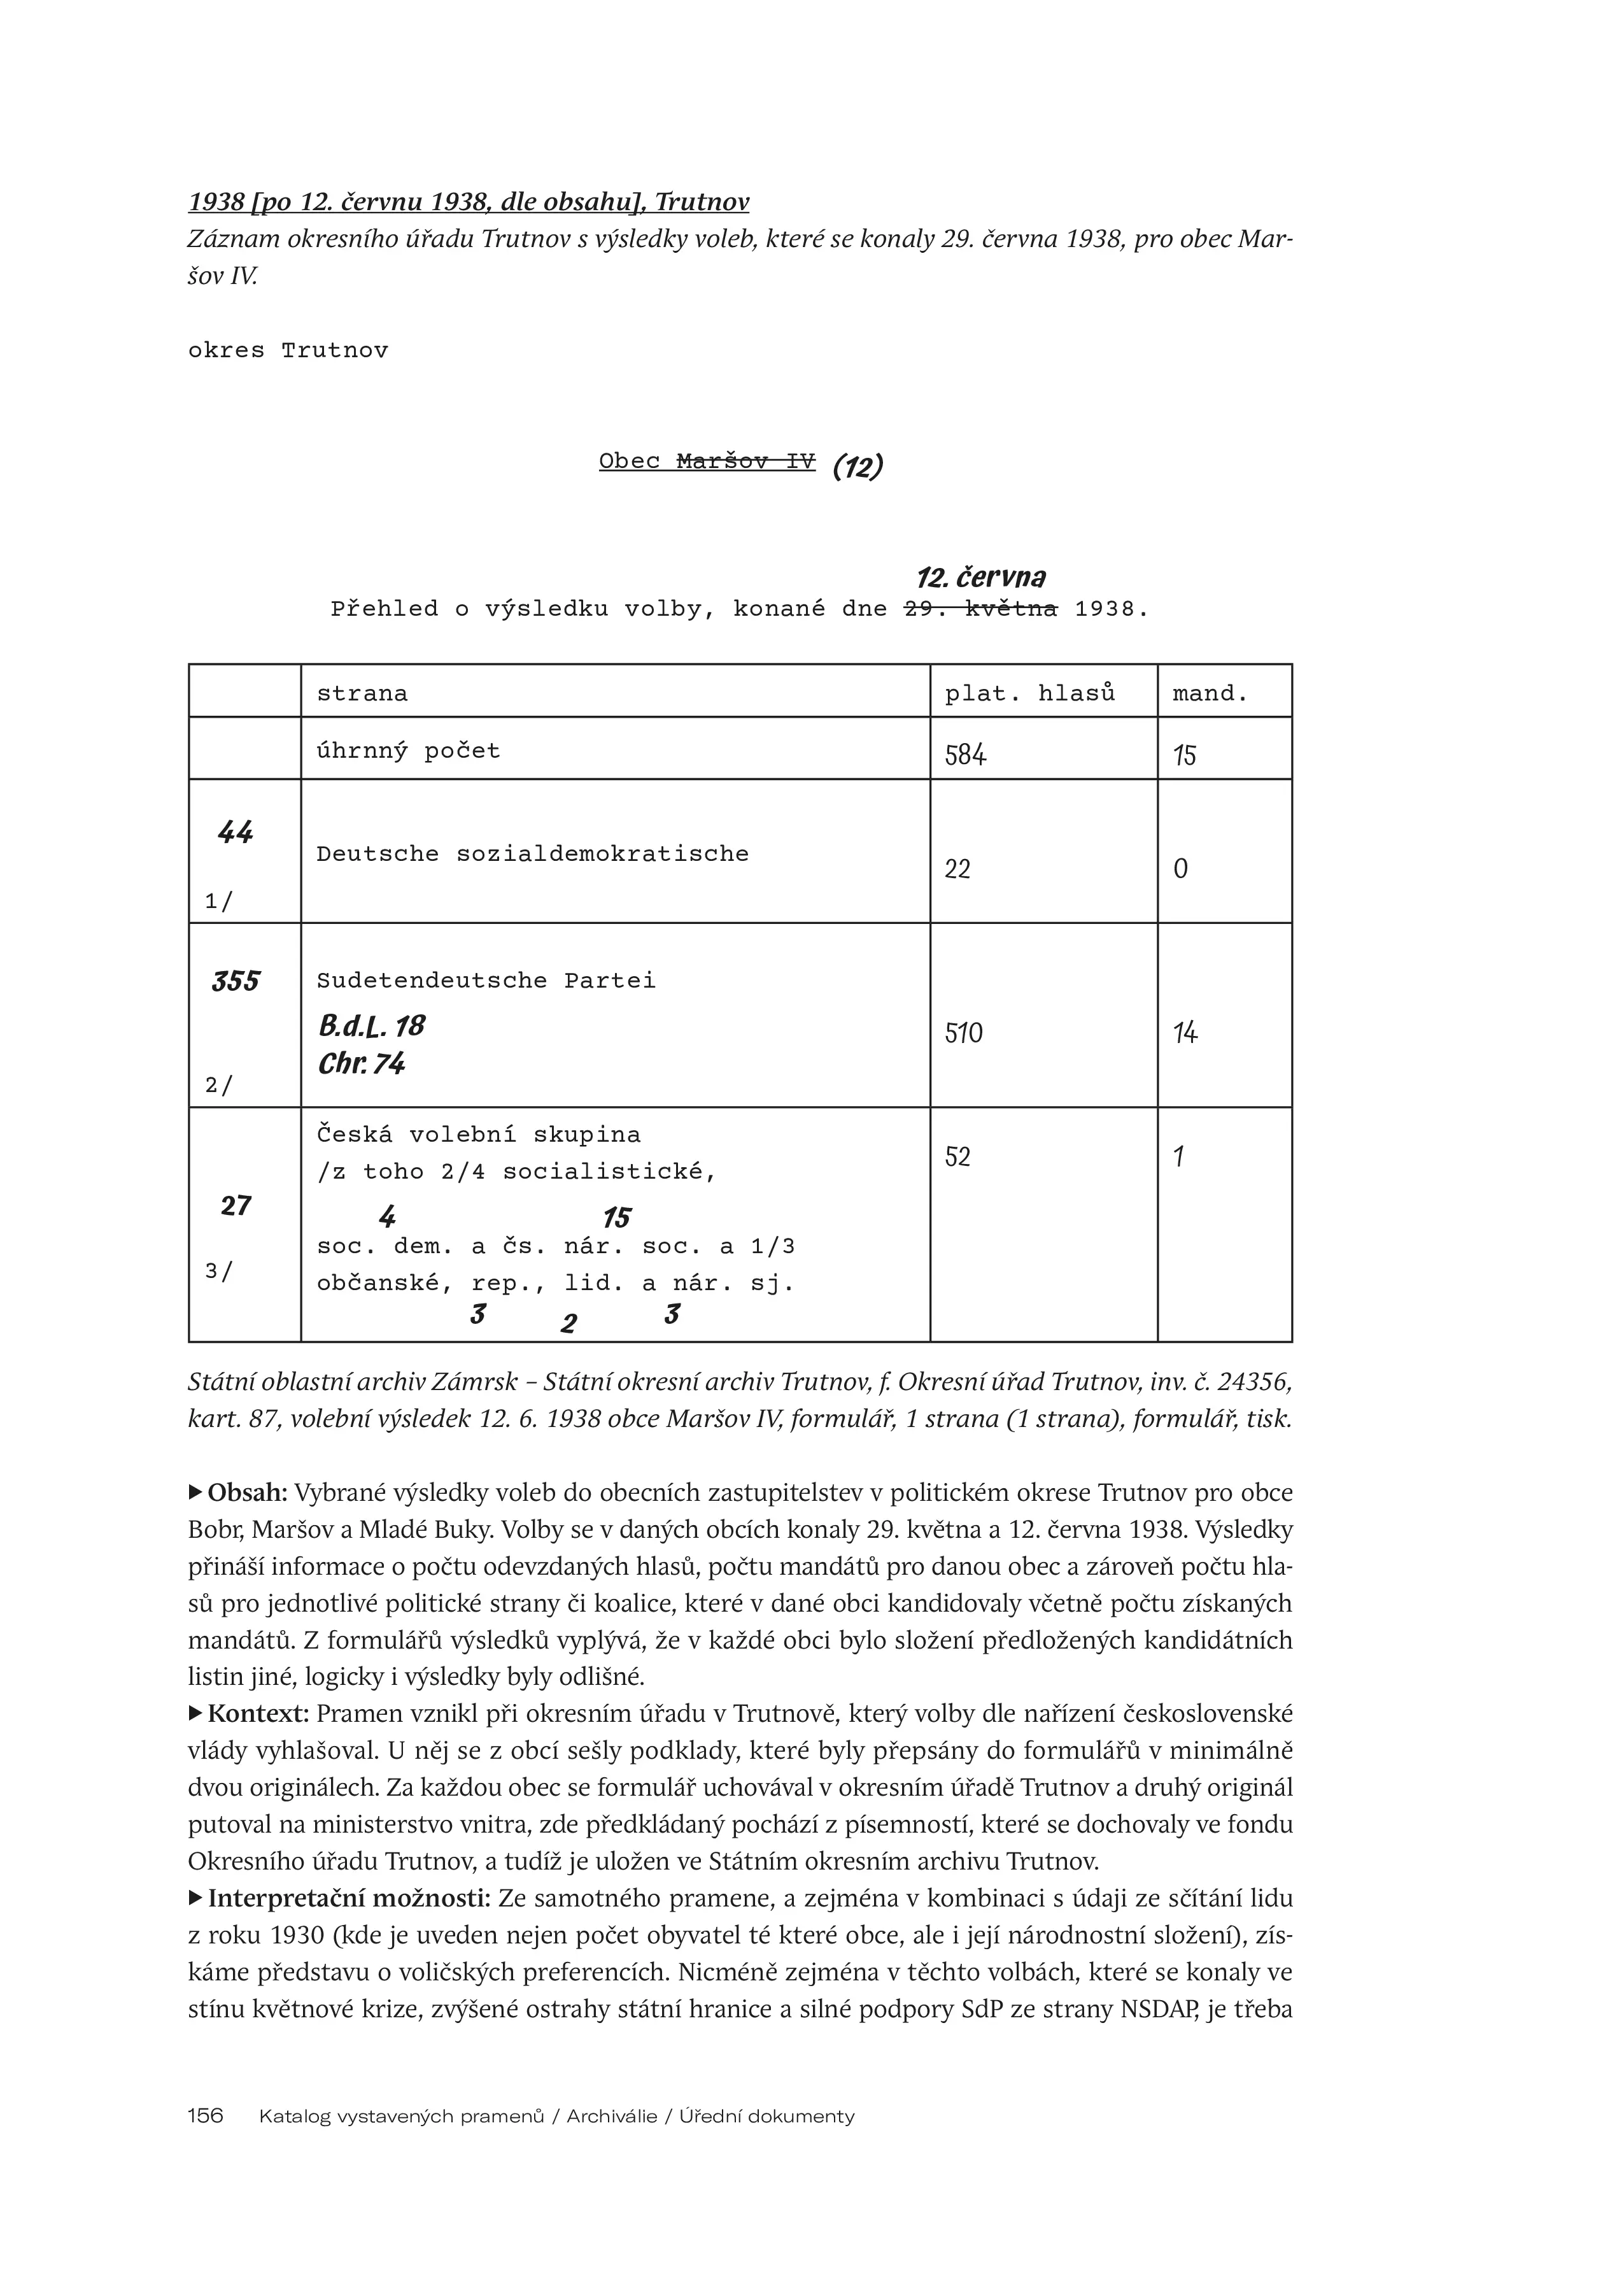 1938 [po 12. červnu 1938, dle obsahu], Trutnov
Záznam okresního úřadu Trutnov s výsledky voleb, které se konaly 29. června 1938, pro obec Mar-
šov IV.
okres Trutnov
Obec Maršov IV (12)
12. června
Přehled o výsledku volby, konané dne 29. května 1938.
strana plat. hlasů mand.
úhrnný počet 584 15
44
Deutsche sozialdemokratische 22 0
1/
355 Sudetendeutsche Partei
B.d.L. 18
510 14
Chr. 74
2/
Česká volební skupina
52 1
/z toho 2/4 socialistické,
27
4 15
soc. dem. a čs. nár. soc. a 1/3
3/
občanské, rep., lid. a nár. sj.
3 2 3
Státní oblastní archiv Zámrsk – Státní okresní archiv Trutnov, f. Okresní úřad Trutnov, inv. č. 24356,
kart. 87, volební výsledek 12. 6. 1938 obce Maršov IV, formulář, 1 strana (1 strana), formulář, tisk.
▶ Obsah: Vybrané výsledky voleb do obecních zastupitelstev v politickém okrese Trutnov pro obce
Bobr, Maršov a Mladé Buky. Volby se v daných obcích konaly 29. května a 12. června 1938. Výsledky
přináší informace o počtu odevzdaných hlasů, počtu mandátů pro danou obec a zároveň počtu hla-
sů pro jednotlivé politické strany či koalice, které v dané obci kandidovaly včetně počtu získaných
mandátů. Z formulářů výsledků vyplývá, že v každé obci bylo složení předložených kandidátních
listin jiné, logicky i výsledky byly odlišné.
▶ Kontext: Pramen vznikl při okresním úřadu v Trutnově, který volby dle nařízení československé
vlády vyhlašoval. U něj se z obcí sešly podklady, které byly přepsány do formulářů v minimálně
dvou originálech. Za každou obec se formulář uchovával v okresním úřadě Trutnov a druhý originál
putoval na ministerstvo vnitra, zde předkládaný pochází z písemností, které se dochovaly ve fondu
Okresního úřadu Trutnov, a tudíž je uložen ve Státním okresním archivu Trutnov.
▶ Interpretační možnosti: Ze samotného pramene, a zejména v kombinaci s údaji ze sčítání lidu
z roku 1930 (kde je uveden nejen počet obyvatel té které obce, ale i její národnostní složení), zís-
káme představu o voličských preferencích. Nicméně zejména v těchto volbách, které se konaly ve
stínu květnové krize, zvýšené ostrahy státní hranice a silné podpory SdP ze strany NSDAP, je třeba
156 Katalog vystavených pramenů / Archiválie / Úřední dokumenty